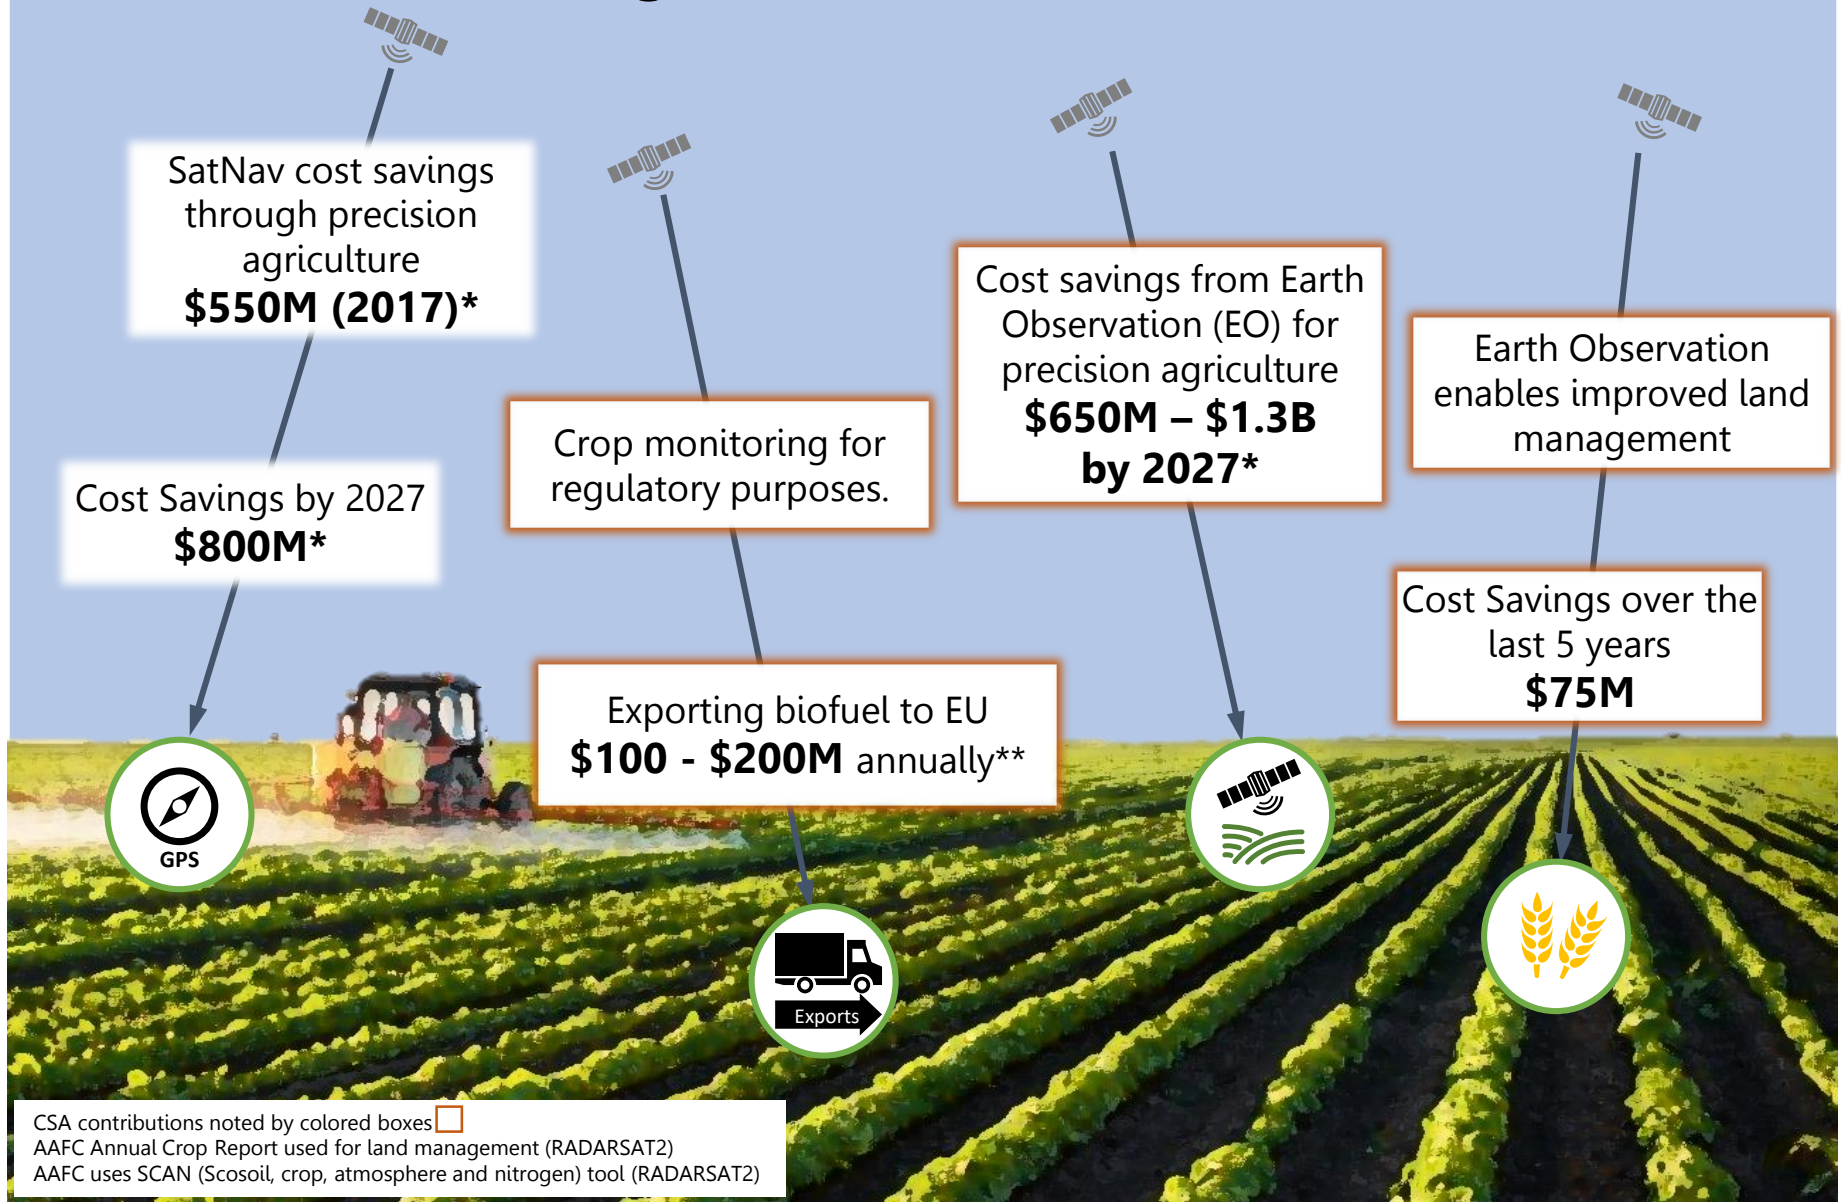 SatNav cost savings
through precision
agriculture
$550M (2017)*
Cost Savings by 2027
$800M*
GPS
Crop monitoring for
regulatory purposes.
Exporting biofuel to EU
$100 - $200M annually**
Exports
Cost savings from Earth
Observation (EO) for
precision agriculture
$650M – $1.3B
by 2027*
Earth Observation
enables improved land
management
Cost Savings over the
last 5 years
$75M
CSA contributions noted by colored boxes
AAFC Annual Crop Report used for land management (RADARSAT2)
AAFC uses SCAN (Scosoil, crop, atmosphere and nitrogen) tool (RADARSAT2)